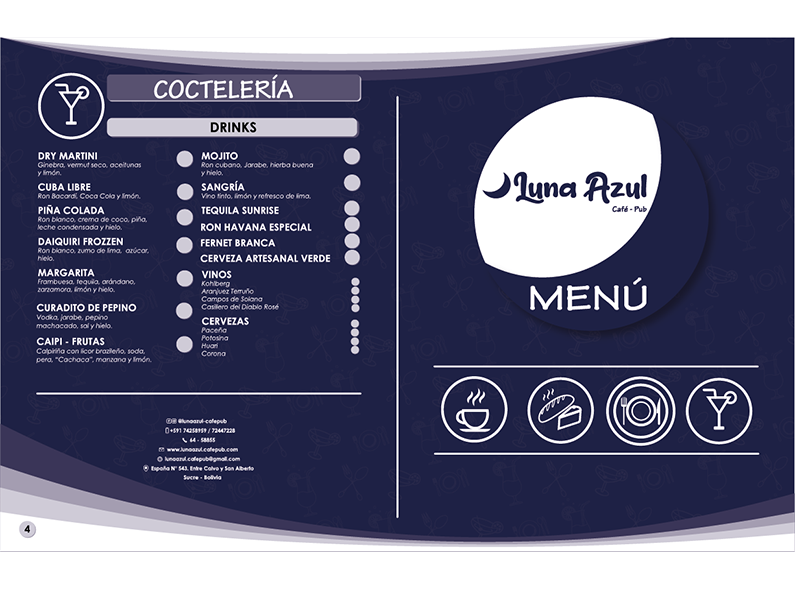 COCTELERÍA
DRINKS
DRY MARTINI
Ginebra, vermut seco, aceitunas
y limón.
CUBA LIBRE
Ron Bacardí, Coca Cola y limón.
PIÑA COLADA
Ron blanco, crema de coco, piña,
leche condensada y hielo.
DAIQUIRI FROZZEN
Ron blanco, zumo de lima, azúcar,
hielo.
MARGARITA
Frambuesa, tequila, arándano,
zarzamora, limón y hielo.
CURADITO DE PEPINO
Vodka, jarabe, pepino
machacado, sal y hielo.
CAIPI - FRUTAS
Caipiriña con licor brazileño, soda,
pera, "Cachaca", manzana y limón.
MOJITO
Ron cubano, Jarabe, hierba buena
y hielo.
SANGRÍA
Vino tinto, limón y refresco de lima.
TEQUILA SUNRISE
RON HAVANA ESPECIAL
FERNET BRANCA
CERVEZA ARTESANAL VERDE
VINOS
Kohlberg
Aranjuez Terruño
Campos de Solana
Casillero del Diablo Rosé
CERVEZAS
Paceña
Potosina
Huari
Corona
@lunaazul-cafepub
+591 74258959 / 72447228
64 - 58855
www.lunaazul.cafepub.com
lunaazul.cafepub@gmail.com
España N° 543, Entre Calvo y San Alberto
Sucre - Bolivia
4
Luna Azul
Café - Pub
MENÚ